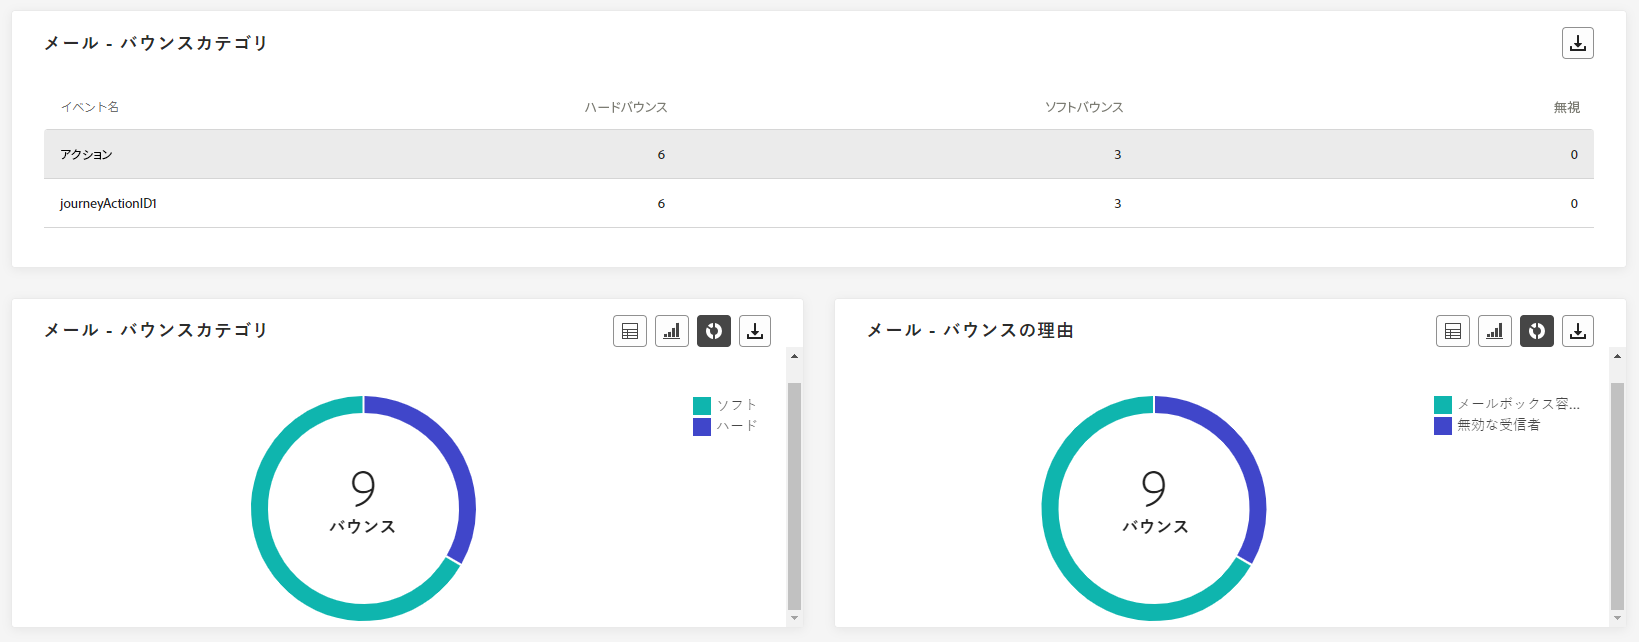 メール - バウンスカテゴリ
イベント名 ハードバウンス ソフトバウンス 無視
アクション 6 3 0
journeyActionID1 6 3 0
メール - バウンスカテゴリ
ソフト
ハード
9
バウンス
メール - バウンスの理由
メールボックス容...
無効な受信者
9
バウンス